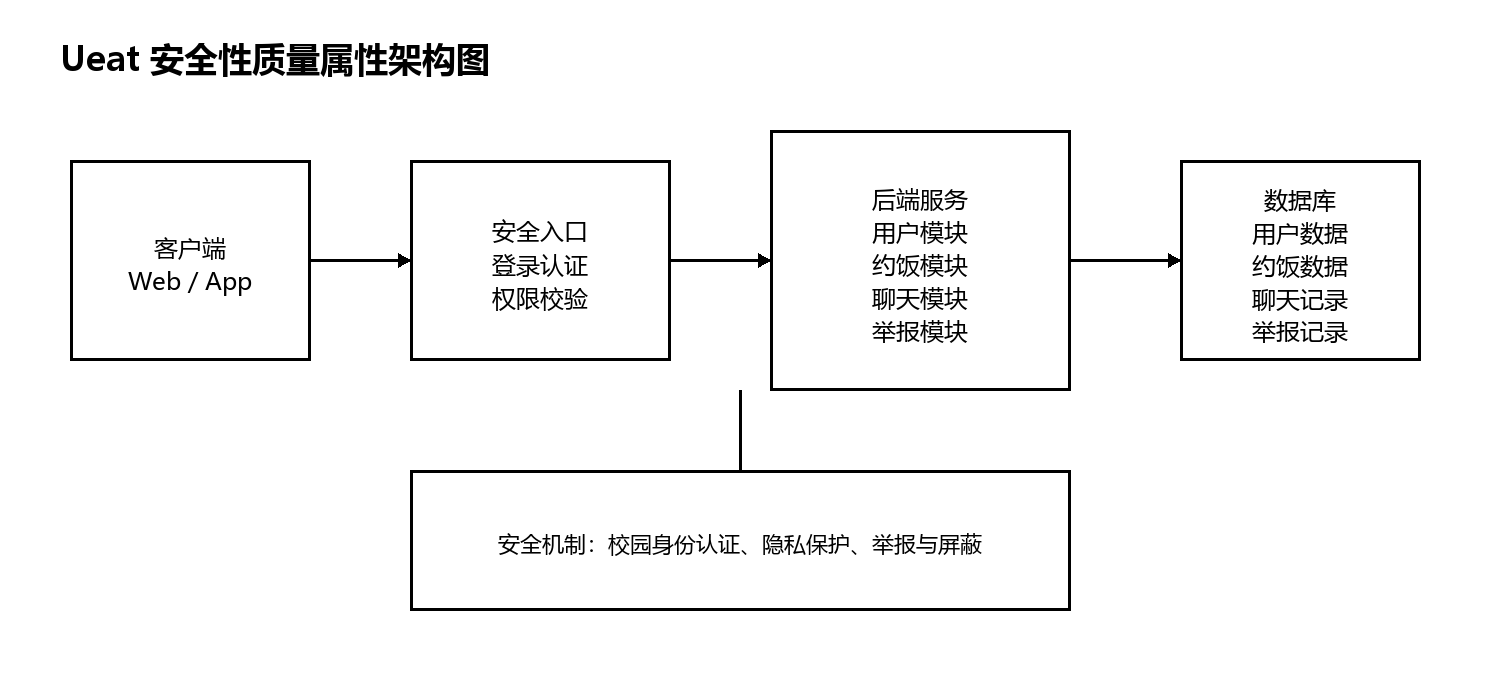 Ueat 安全性质量属性架构图
客户端
Web / App
安全入口
登录认证
权限校验
后端服务
用户模块
约饭模块
聊天模块
举报模块
数据库
用户数据
约饭数据
聊天记录
举报记录
安全机制：校园身份认证、隐私保护、举报与屏蔽